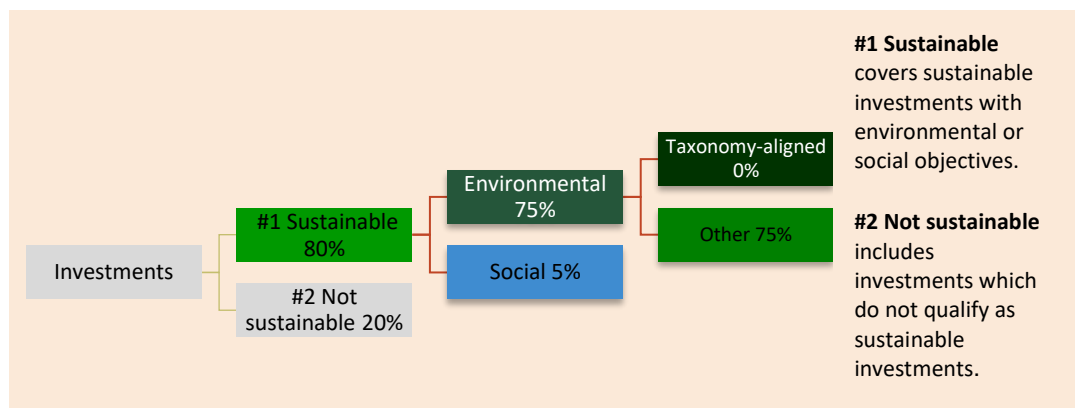 Investments
#1 Sustainable
80%
#2 Not
sustainable 20%
Environmental
75%
Social 5%
Taxonomy-aligned
0%
Other 75%
#1 Sustainable
covers sustainable
investments with
environmental or
social objectives.
#2 Not sustainable
includes
investments which
do not qualify as
sustainable
investments.